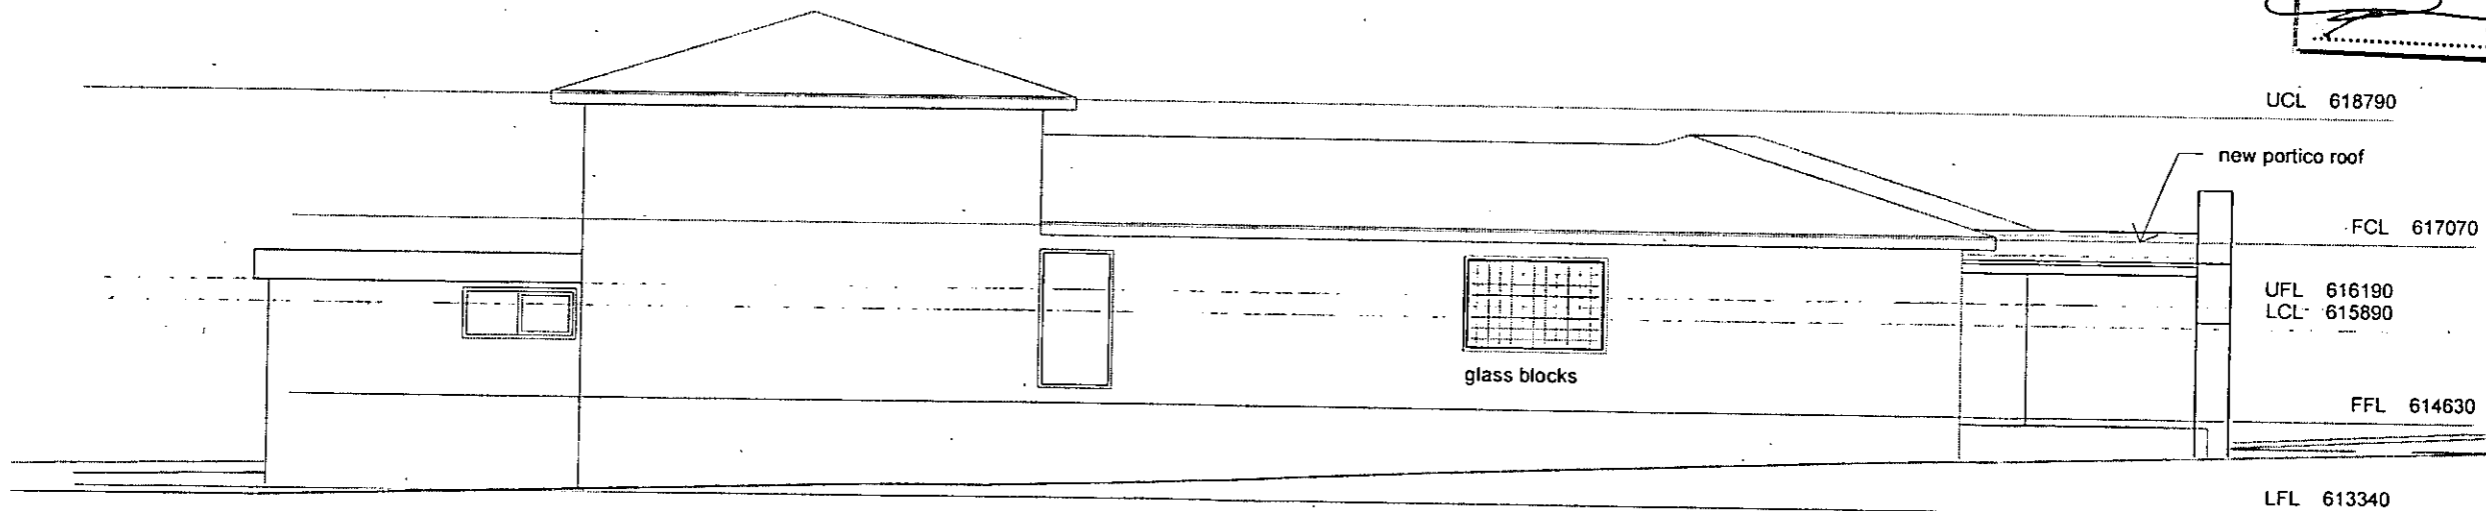 UCL 618790
new portico roof
FCL 617070
UFL 616190
LCL 615890
glass blocks
FFL 614630
LFL 613340